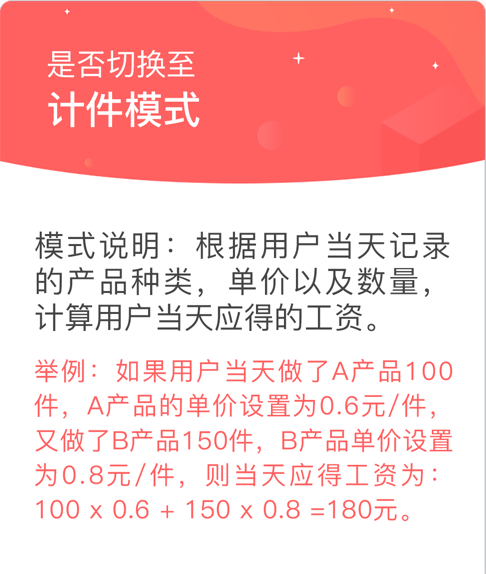 是否切换至
计件模式
模式说明：根据用户当天记录
的产品种类，单价以及数量，
计算用户当天应得的工资。
举例：如果用户当天做了A产品100
件，A产品的单价设置为0.6元/件，
又做了B产品150件，B产品单价设置
为0.8元/件，则当天应得工资为：
100 x 0.6 + 150 x 0.8 =180元。